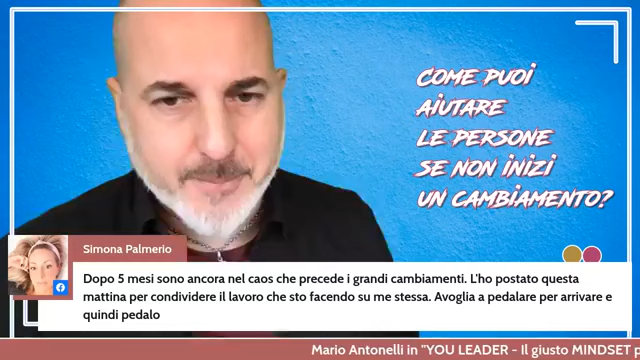 COME PUOI
AIUTARE
LE PERSONE
SE NON INIZI
UN CAMBIAMENTO?
Simona Palmerio
Dopo 5 mesi sono ancora nel caos che precede i grandi cambiamenti. L'ho postato questa
mattina per condividere il lavoro che sto facendo su me stessa. Avoglia a pedalare per arrivare e
quindi pedalo
Mario Antonelli in "YOU LEADER - Il giusto MINDSET p